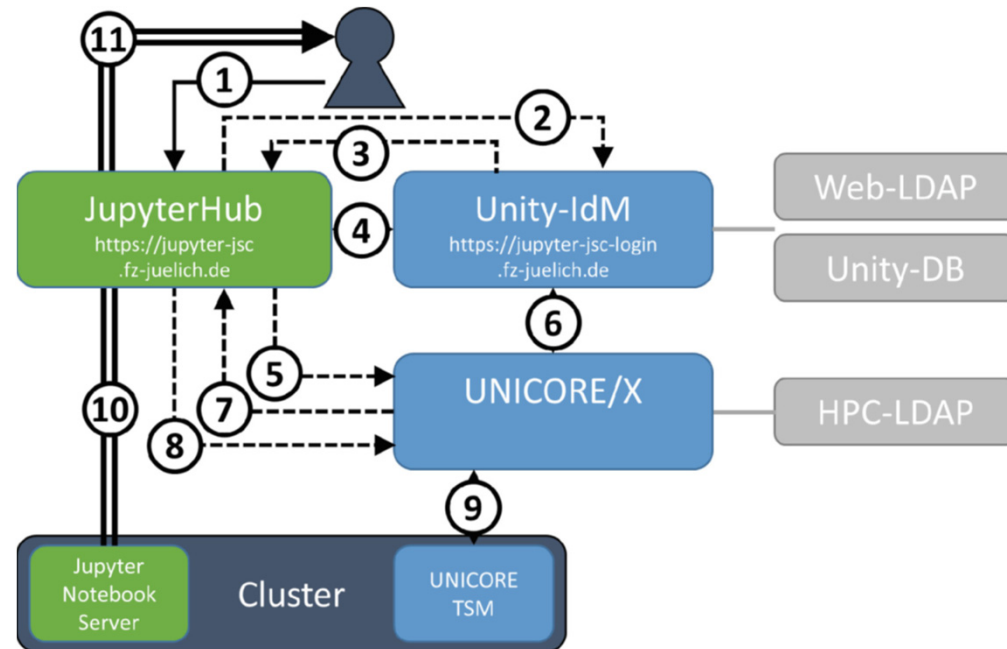 11
1
2
3
JupyterHub
https://jupyter-jsc
.fz-juelich.de
4
Unity-IdM
https://jupyter-jsc-login
.fz-juelich.de
Web-LDAP
Unity-DB
6
5
7
8
10
UNICORE/X
HPC-LDAP
9
Jupyter
Notebook
Server
Cluster
UNICORE
TSM